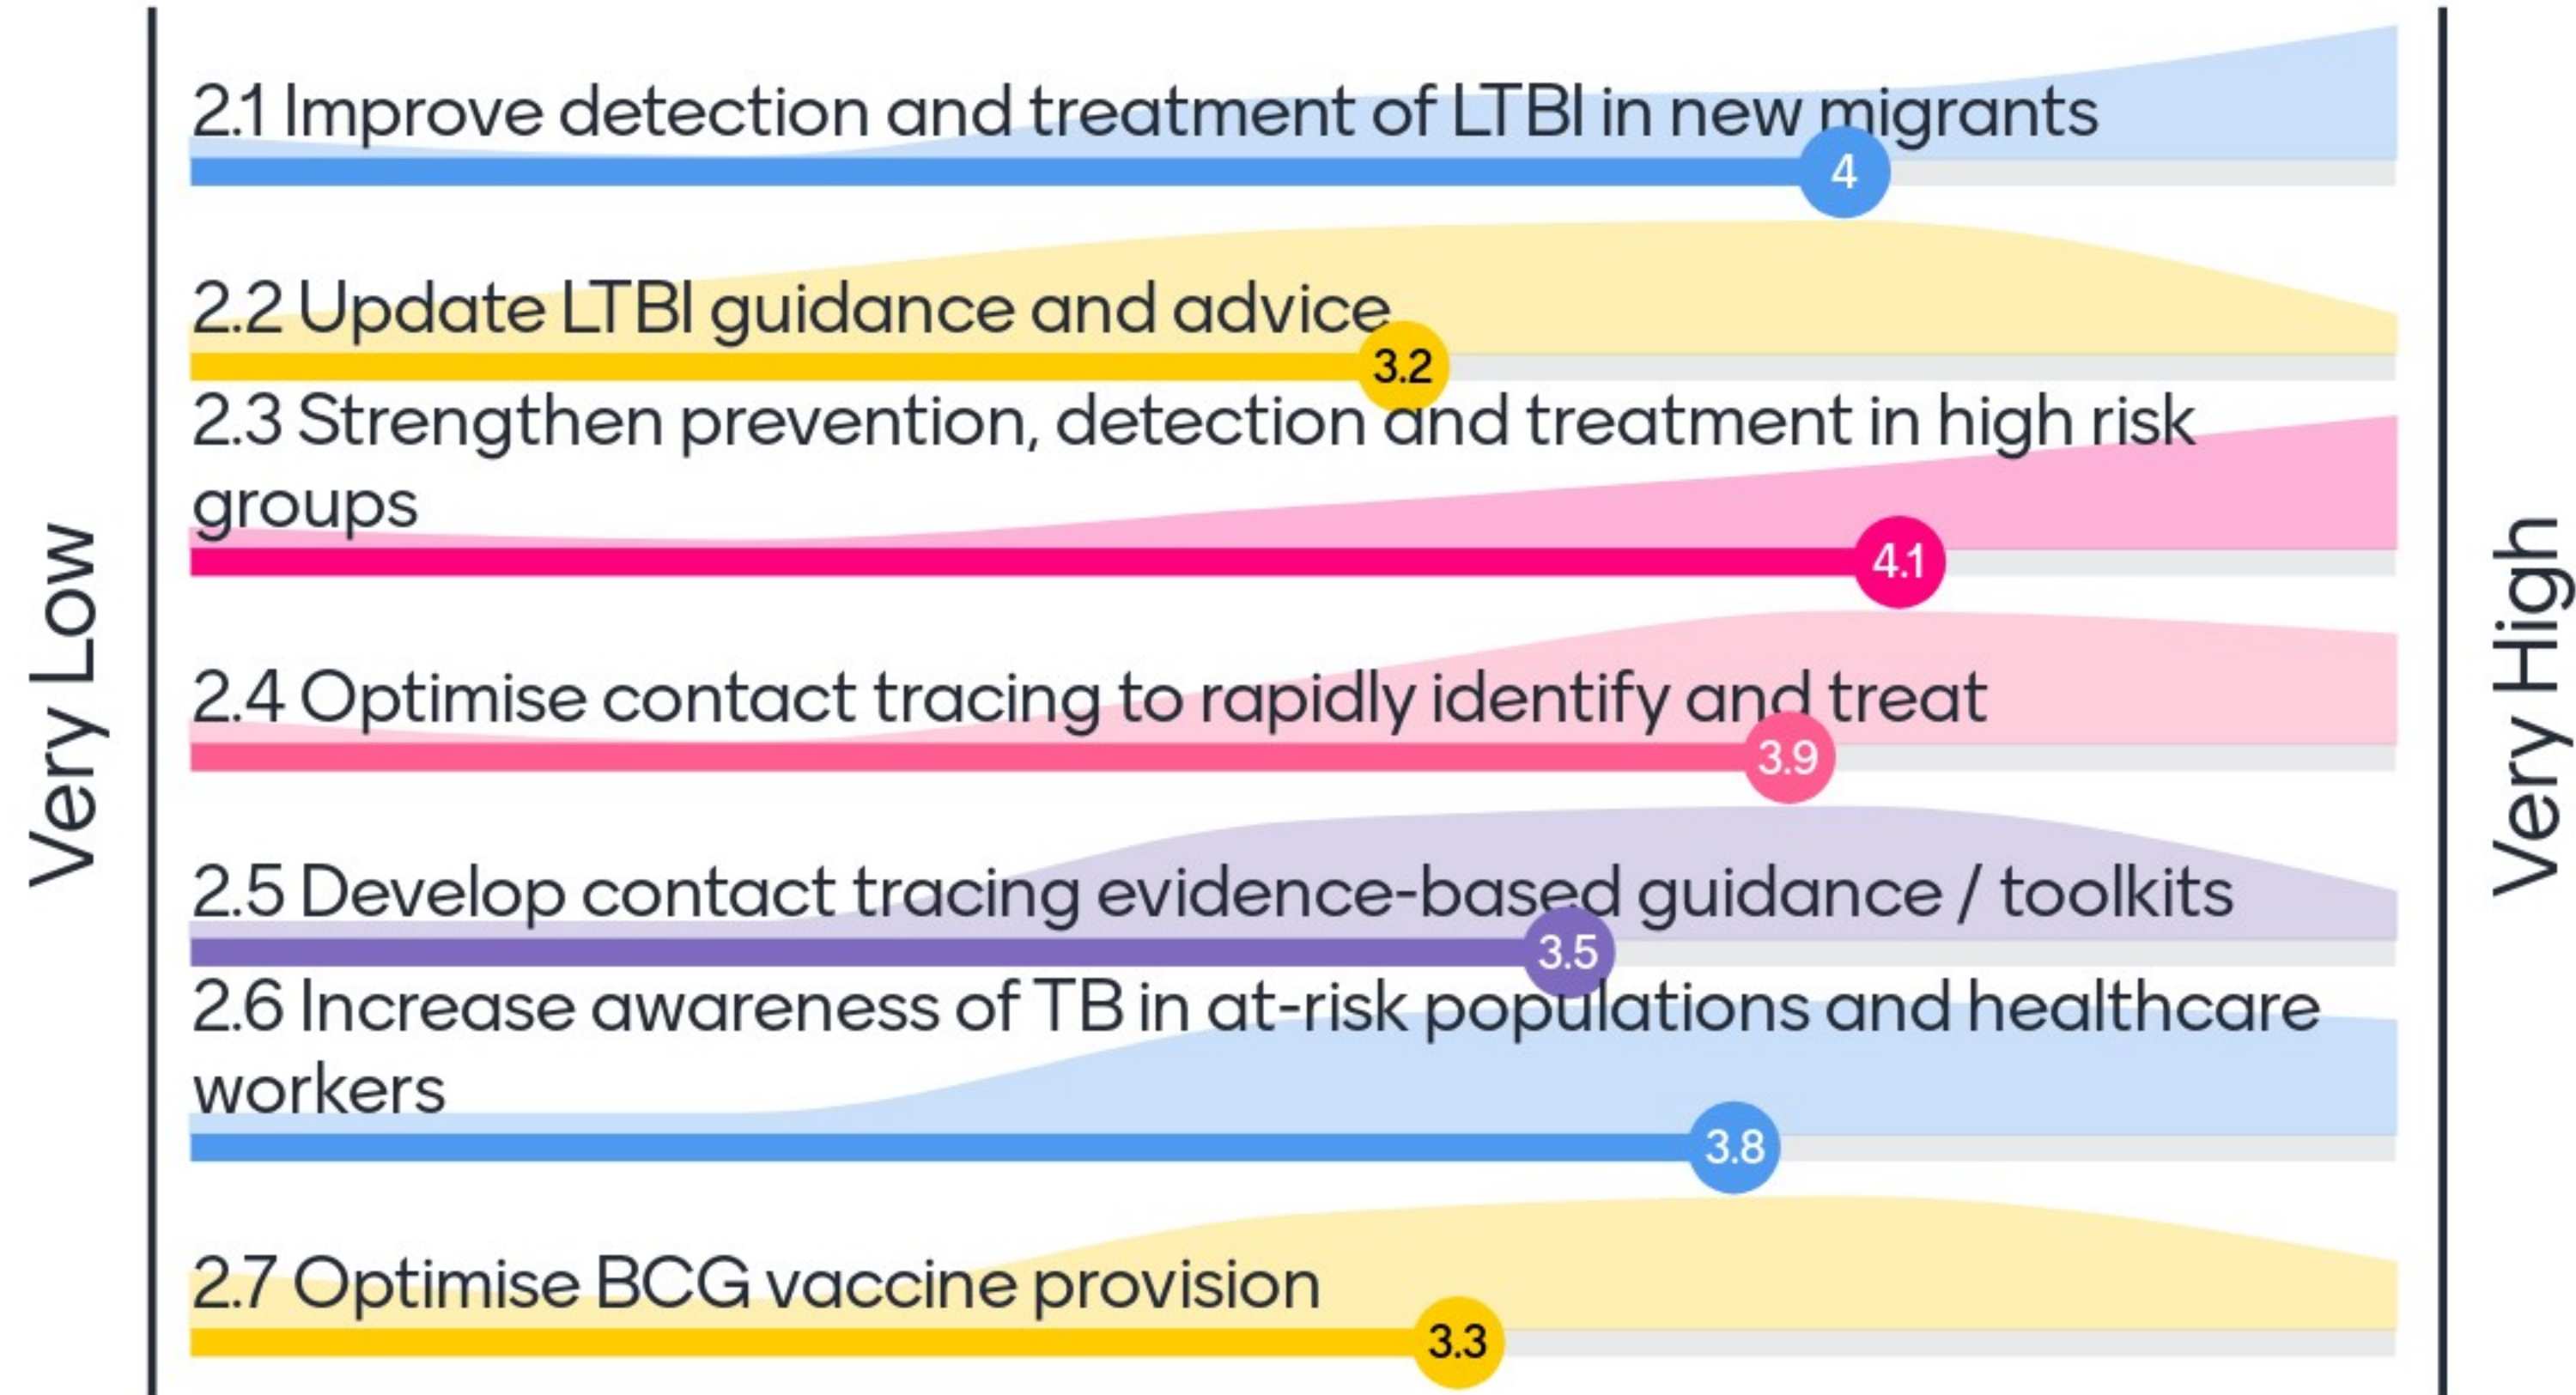 2.1 Improve detection and treatment of LTBI in new migrants
4
2.2 Update LTBI guidance and advice
3.2
2.3 Strengthen prevention, detection and treatment in high risk
groups
4.1
2.4 Optimise contact tracing to rapidly identify and treat
3.9
2.5 Develop contact tracing evidence-based guidance / toolkits
3.5
2.6 Increase awareness of TB in at-risk populations and healthcare
workers
3.8
2.7 Optimise BCG vaccine provision
3.3
Very Low
Very High